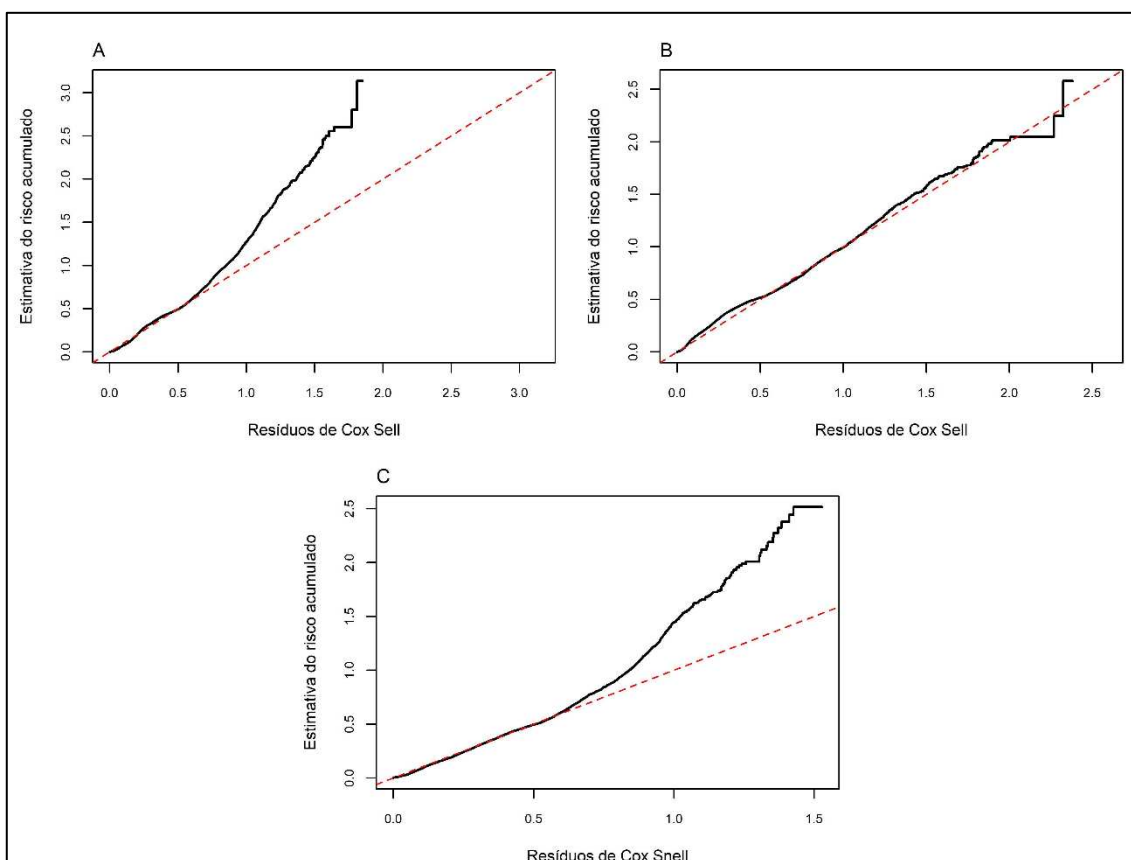 A
Estimativa do risco acumulado
3.0
2.5
2.0
1.5
1.0
0.5
0.0
0.0 0.5 1.0 1.5 2.0 2.5 3.0
Resíduos de Cox Sell
B
Estimativa do risco acumulado
2.5
2.0
1.5
1.0
0.5
0.0
0.0 0.5 1.0 1.5 2.0 2.5
Resíduos de Cox Sell
C
Estimativa do risco acumulado
2.5
2.0
1.5
1.0
0.5
0.0
0.0 0.5 1.0 1.5
Resíduos de Cox Snell